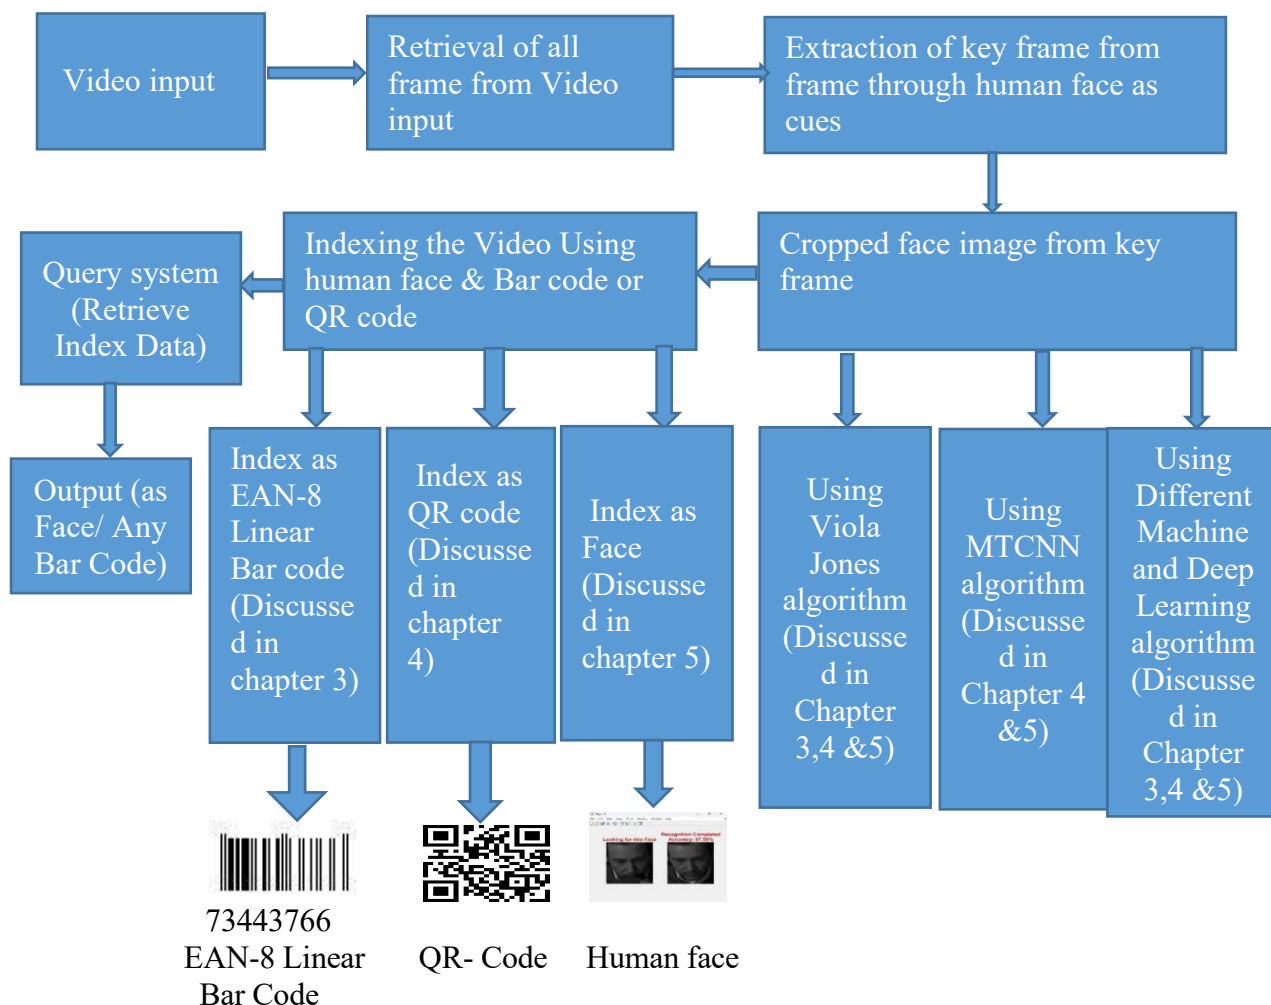 Video input
Retrieval of all
frame from Video
input
Extraction of key frame from
frame through human face as
cues
Query system
(Retrieve
Index Data)
Indexing the Video Using
human face & Bar code or
QR code
Cropped face image from key
frame
Output (as
Face/ Any
Bar Code)
Index as
EAN-8
Linear
Bar code
(Discusse
d in
chapter 3)
Index as
QR code
(Discusse
d in
chapter
4)
Index as
Face
(Discusse
d in
chapter 5)
Using
Viola
Jones
algorithm
(Discusse
d in
Chapter
3,4 &5)
Using
MTCNN
algorithm
(Discusse
d in
Chapter 4
&5)
Using
Different
Machine
and Deep
Learning
algorithm
(Discusse
d in
Chapter
3,4 &5)
Looking for this Face
Recognition Completed
73443766
EAN-8 Linear
Bar Code
QR- Code
Human face